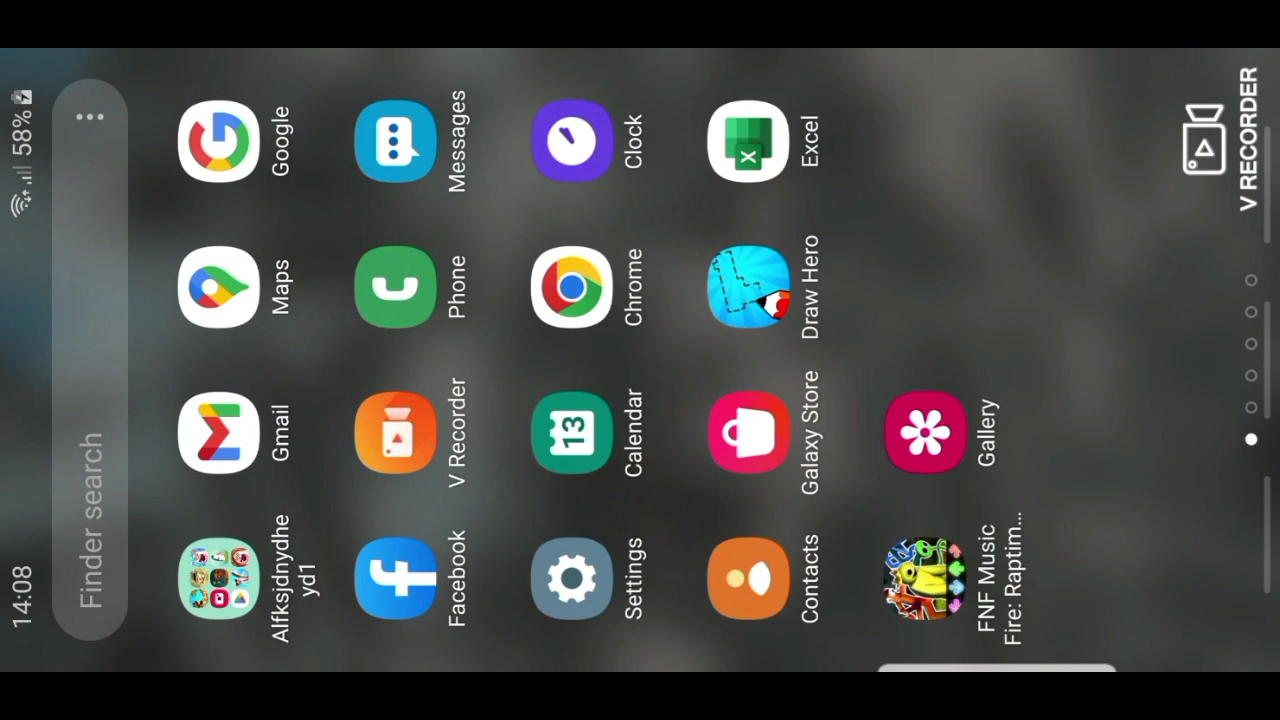 14:08
58%
Finder search
Alfksjdnydhe
yd1
Gmail
Maps
Google
Facebook
V Recorder
Phone
Messages
Settings
13
Calendar
Chrome
Clock
Contacts
Galaxy Store
Draw Hero
X
Excel
FNF Music
Fire: Raptim...
Gallery
V RECORDER